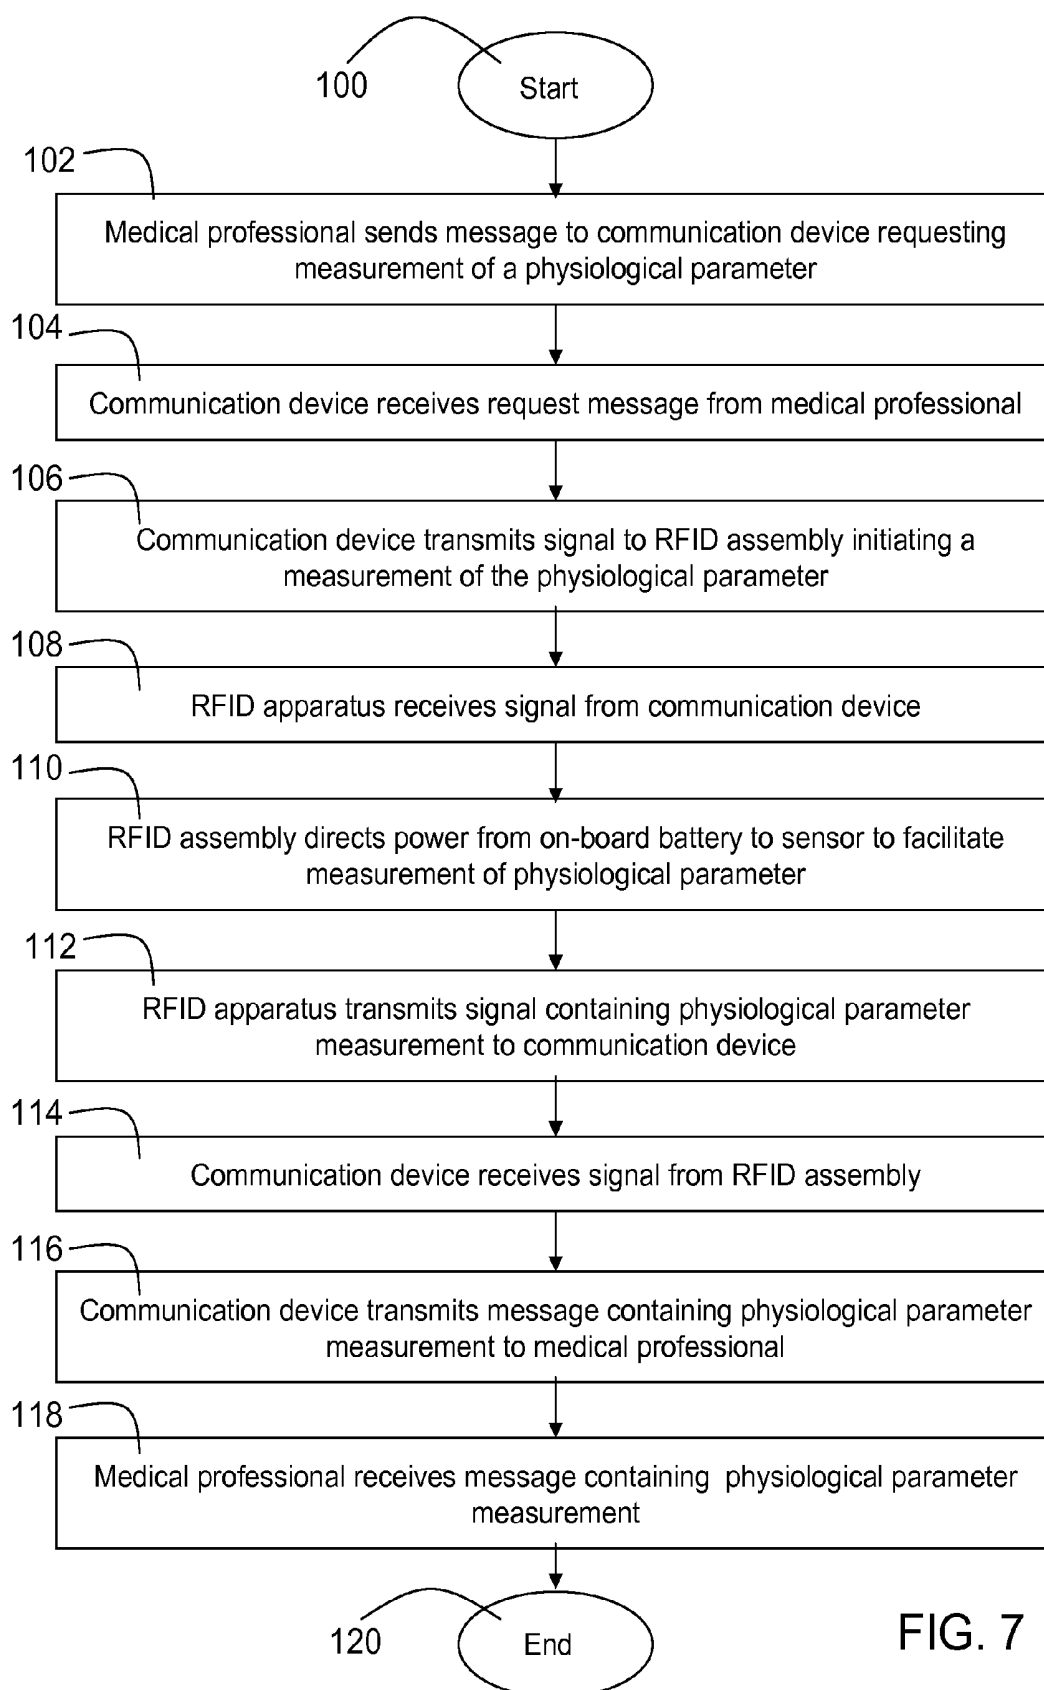 100
Start
102
Medical professional sends message to communication device requesting
measurement of a physiological parameter
104
Communication device receives request message from medical professional
106
Communication device transmits signal to RFID assembly initiating a
measurement of the physiological parameter
108
RFID apparatus receives signal from communication device
110
RFID assembly directs power from on-board battery to sensor to facilitate
measurement of physiological parameter
112
RFID apparatus transmits signal containing physiological parameter
measurement to communication device
114
Communication device receives signal from RFID assembly
116
Communication device transmits message containing physiological parameter
measurement to medical professional
118
Medical professional receives message containing physiological parameter
measurement
120
End
FIG. 7